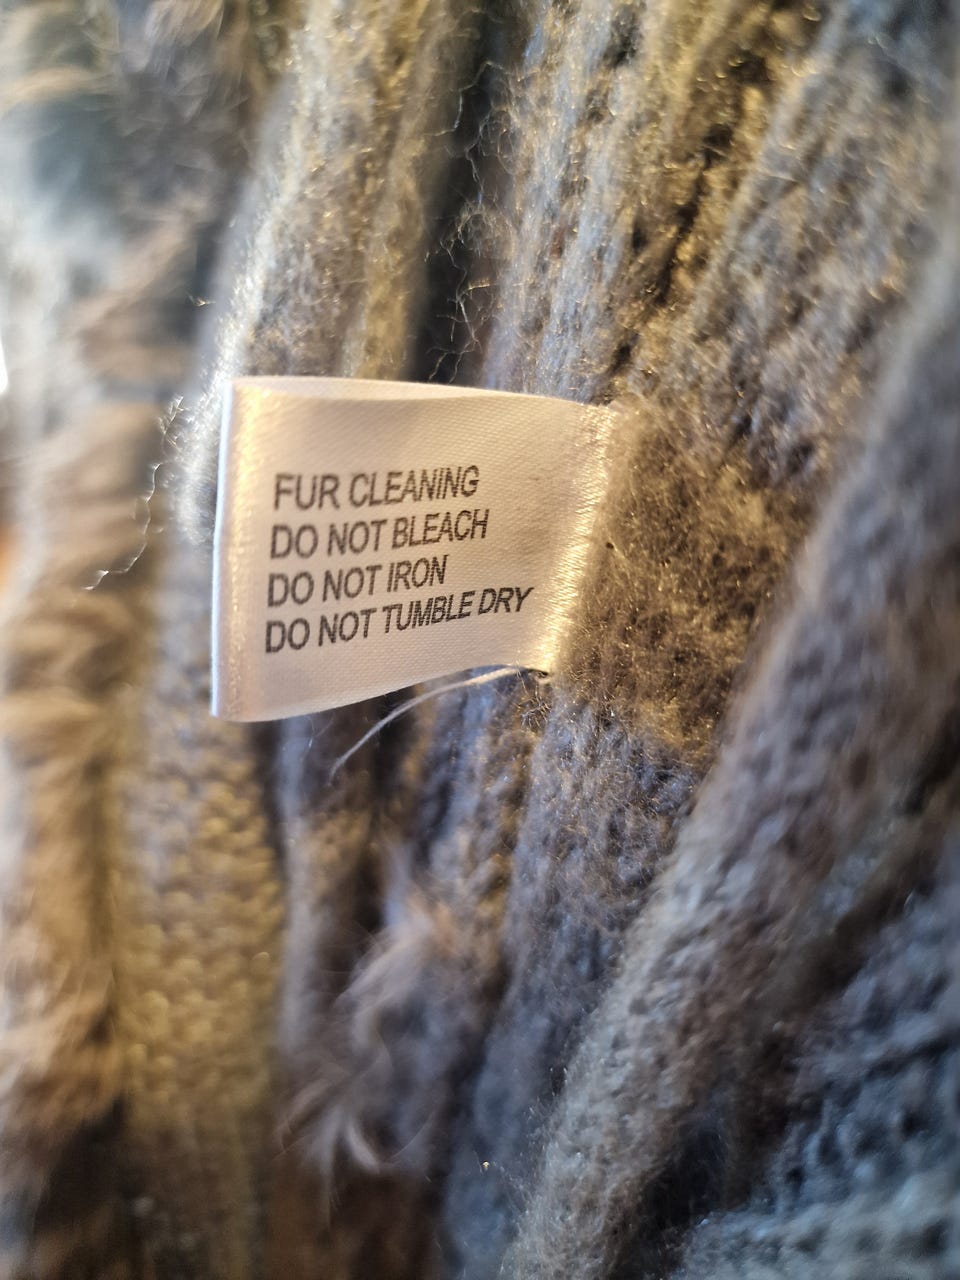 FUR CLEANING
DO NOT BLEACH
DO NOT IRON
DO NOT TUMBLE DRY